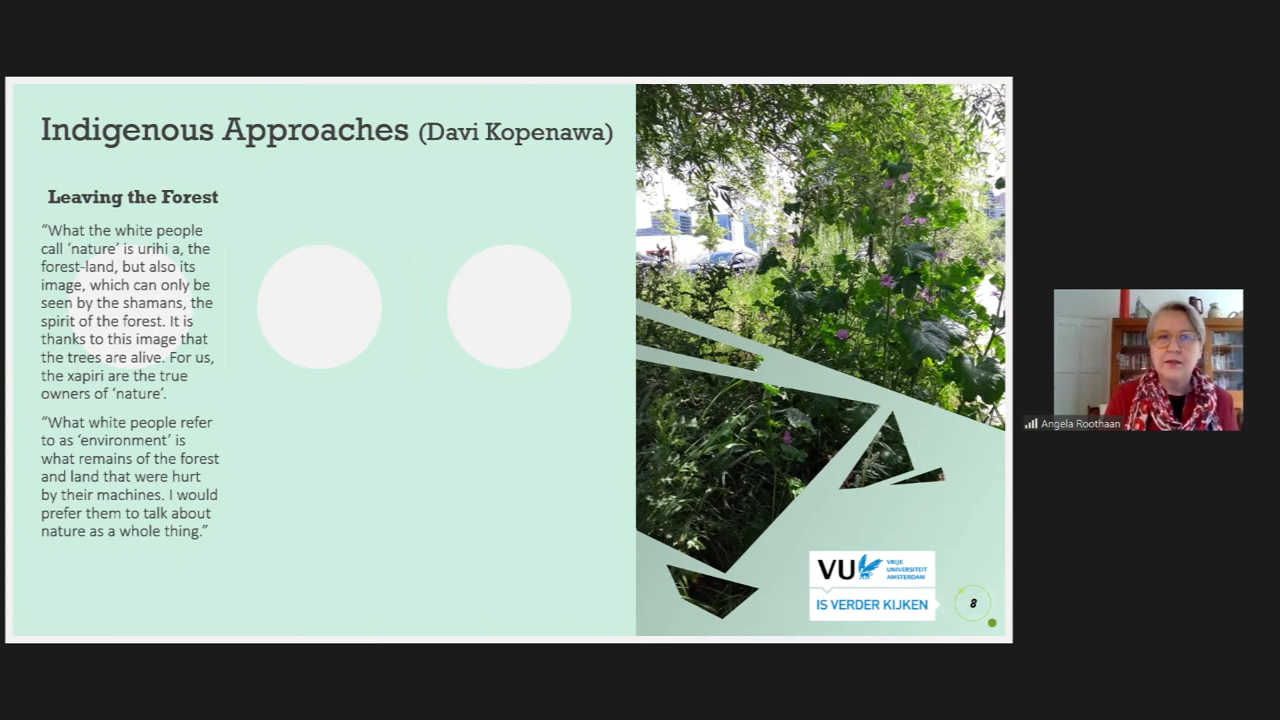 Indigenous Approaches (Davi Kopenawa)
Leaving the Forest
“What the white people
call ‘nature’ is urihi a, the
forest-land, but also its
image, which can only be
seen by the shamans, the
spirit of the forest. It is
thanks to this image that
the trees are alive. For us,
the xapiri are the true
owners of ‘nature’.
“What white people refer
to as ‘environment’ is
what remains of the forest
and land that were hurt
by their machines. I would
prefer them to talk about
nature as a whole thing.”
VU VRIJE
UNIVERSITEIT
AMSTERDAM
IS VERDER KIJKEN
8
Angela Roothaan